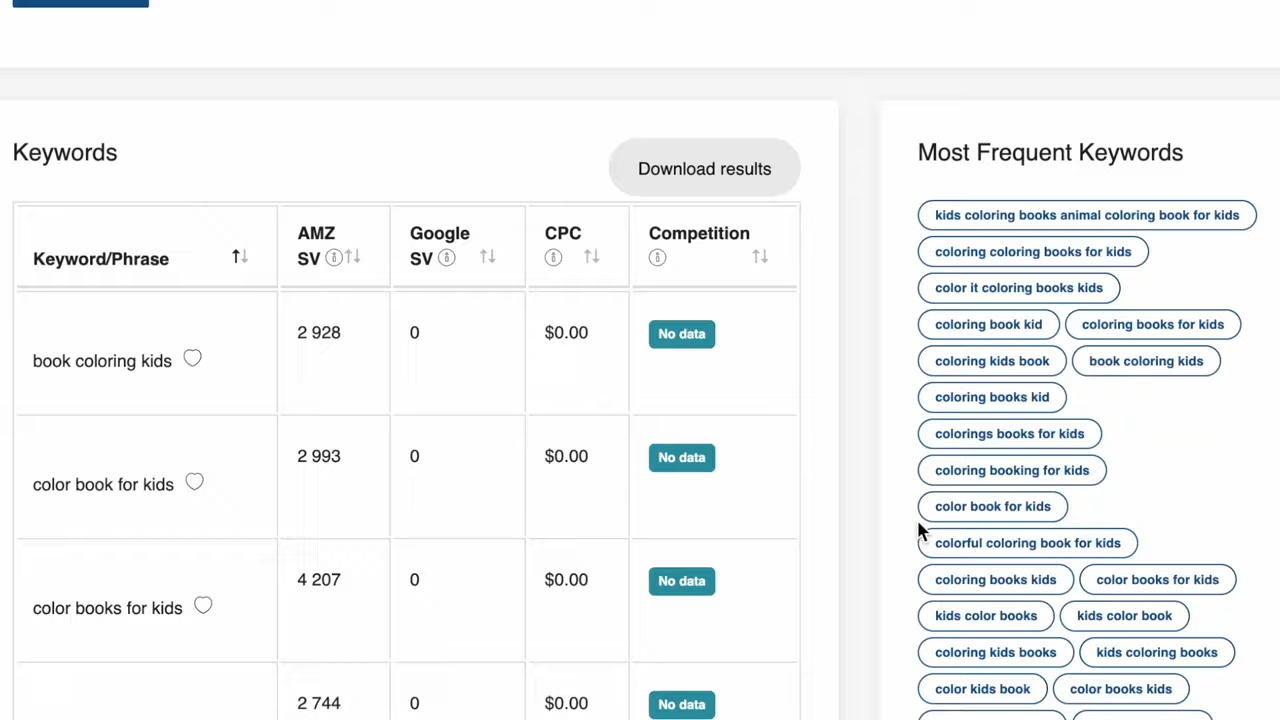 Keywords
Download results
Keyword/Phrase
AMZ SV
Google SV
CPC
Competition
book coloring kids
2 928
0
$0.00
No data
color book for kids
2 993
0
$0.00
No data
color books for kids
4 207
0
$0.00
No data
2 744
0
$0.00
No data
Most Frequent Keywords
kids coloring books animal coloring book for kids
coloring coloring books for kids
color it coloring books kids
coloring book kid coloring books for kids
coloring kids book book coloring kids
coloring books kid
colorings books for kids
coloring booking for kids
color book for kids
colorful coloring book for kids
coloring books kids color books for kids
kids color books kids color book
coloring kids books kids coloring books
color kids book color books kids